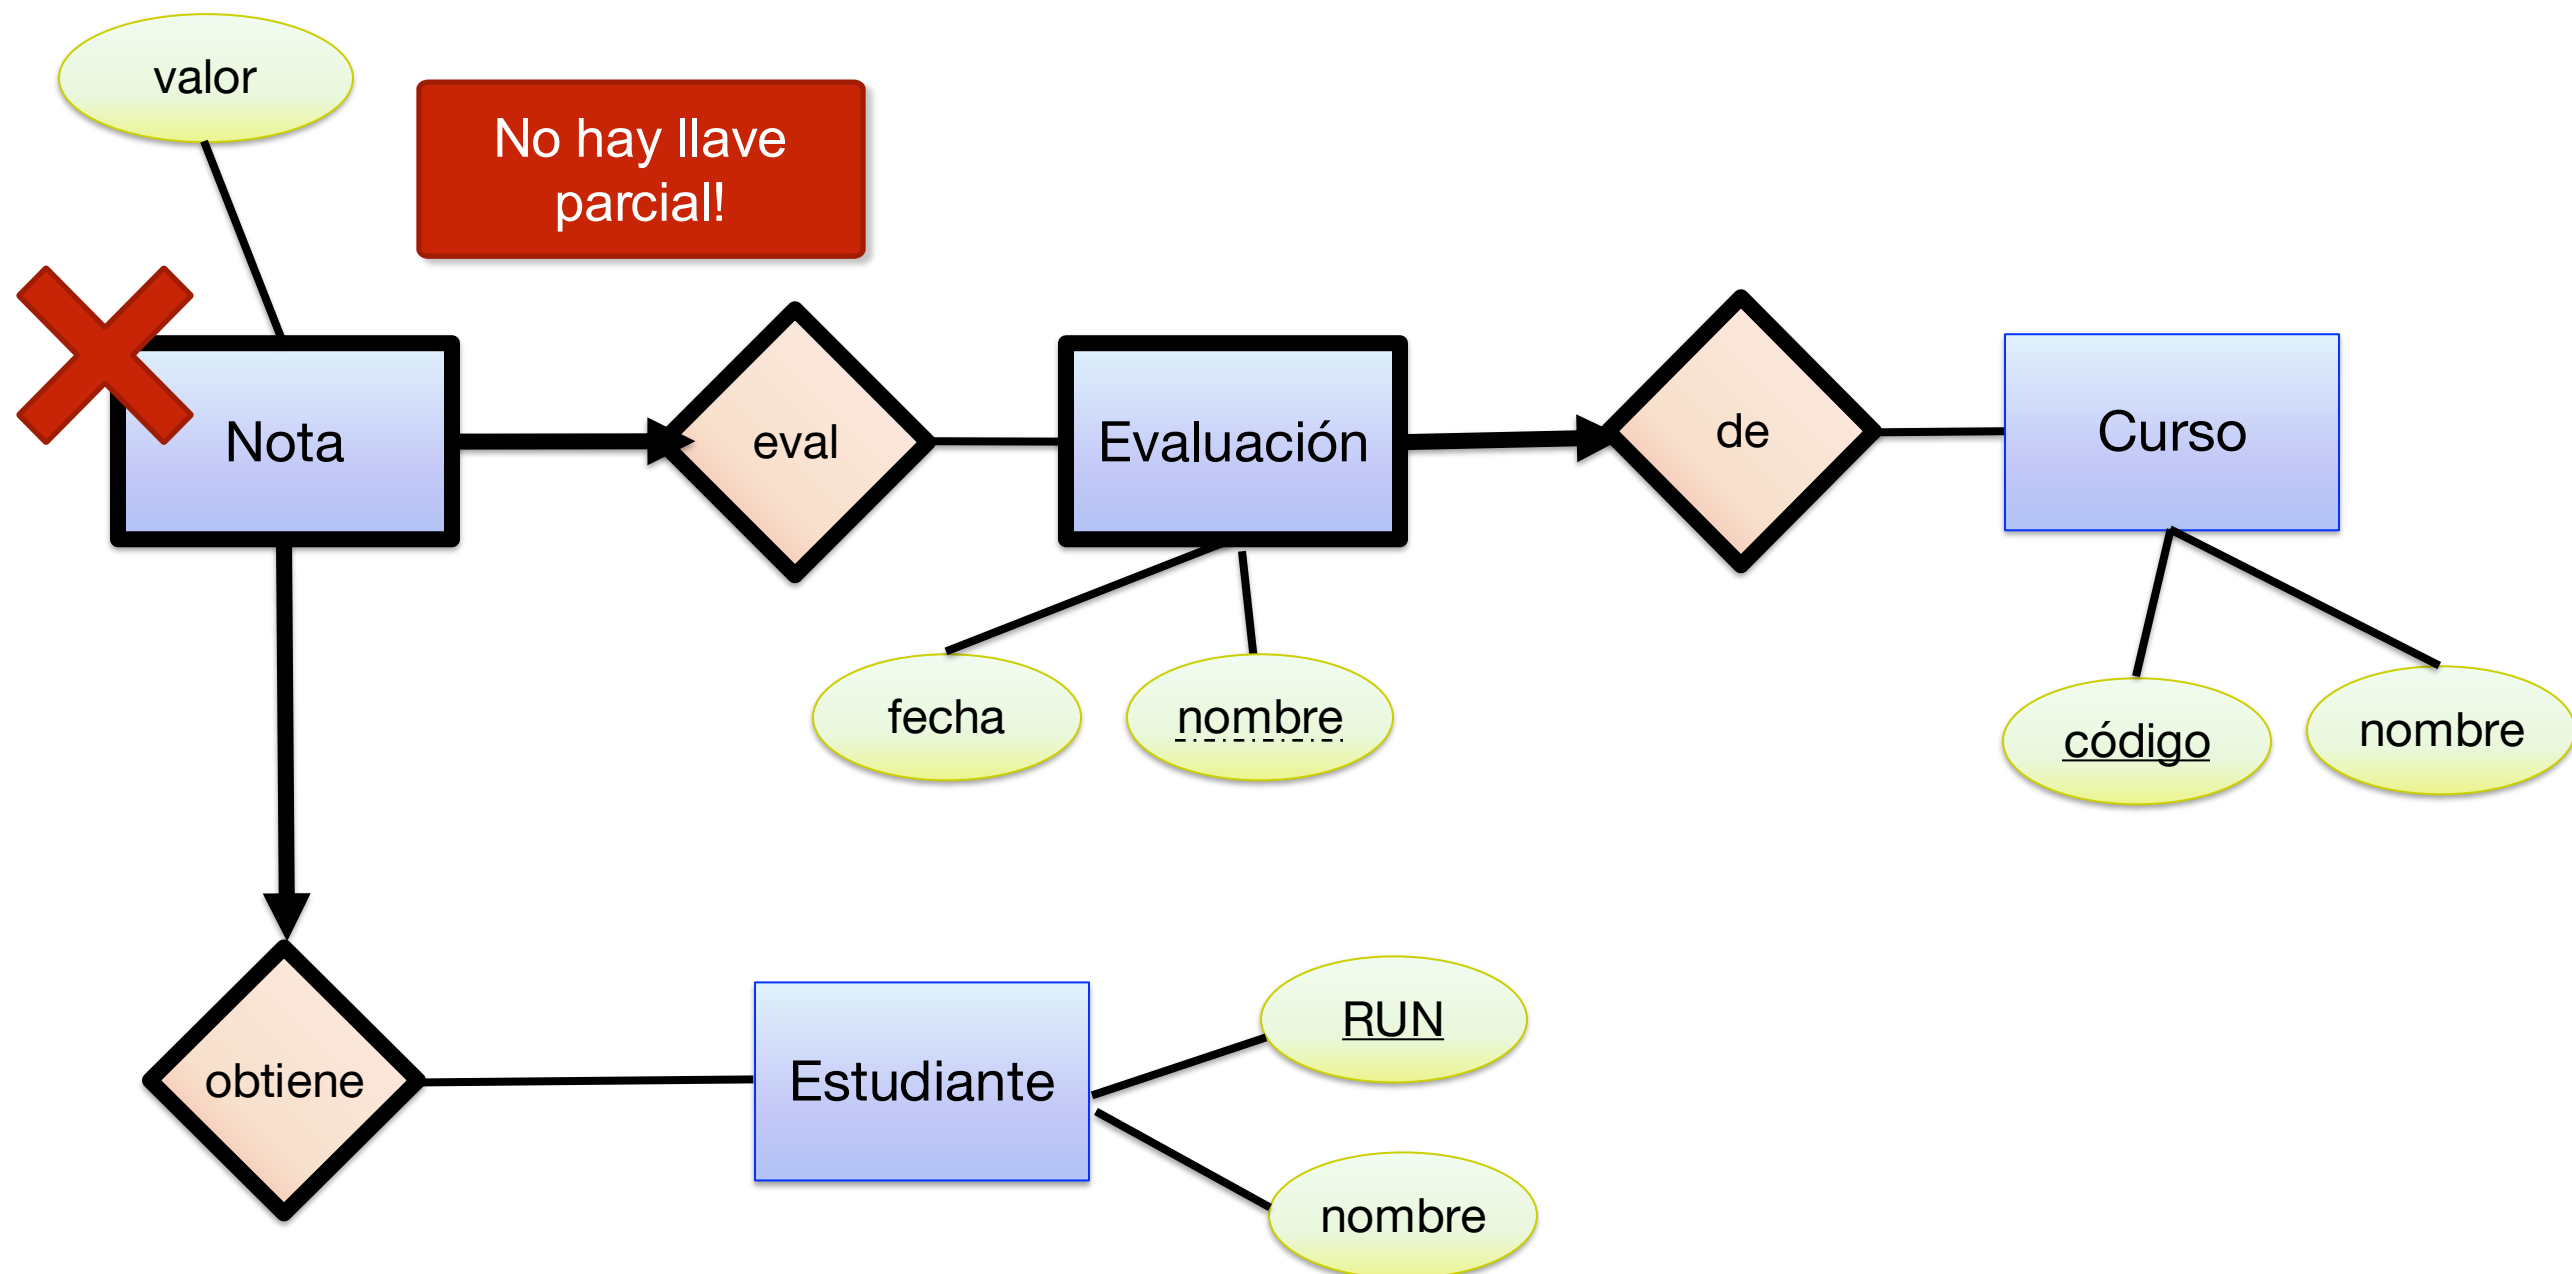 valor
No hay llave
parcial!
Nota
eval
Evaluación
de
Curso
fecha
nombre
código
nombre
obtiene
Estudiante
RUN
nombre